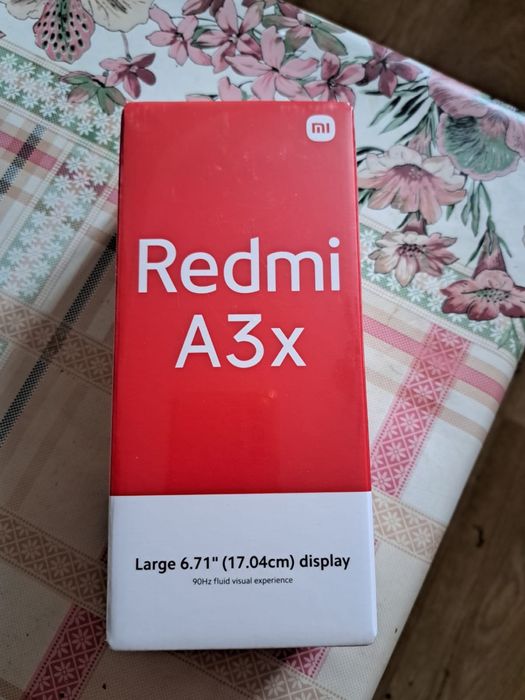 mi
Redmi
A3x
Large 6.71" (17.04cm) display
90Hz fluid visual experience